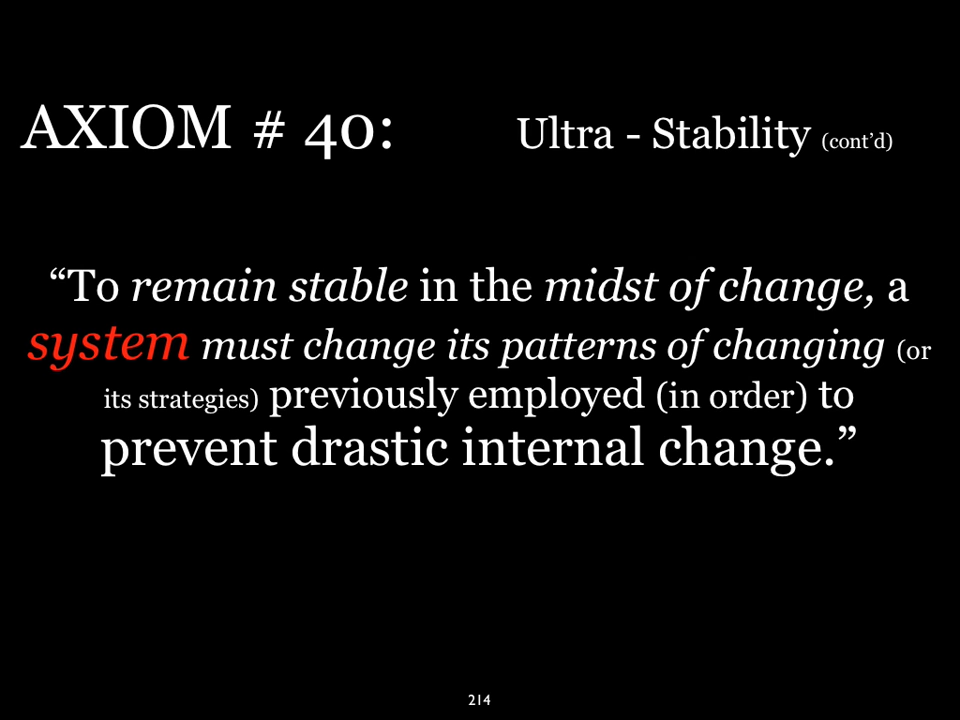 AXIOM # 40: Ultra - Stability (cont’d)
“To remain stable in the midst of change, a
system must change its patterns of changing (or
its strategies) previously employed (in order) to
prevent drastic internal change.”
214